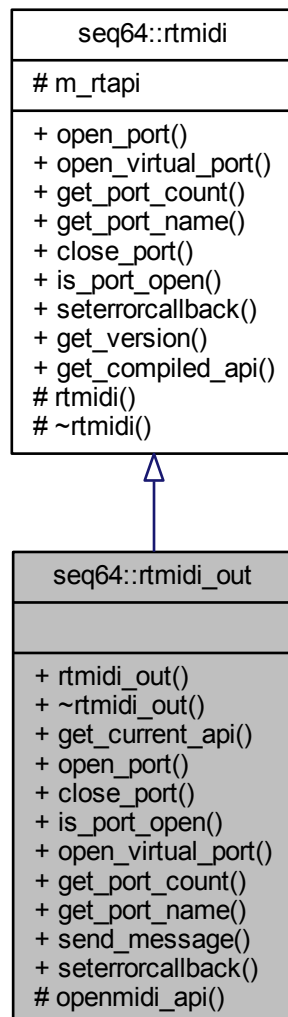 seq64::rtmidi
# m_rtapi
+ open_port()
+ open_virtual_port()
+ get_port_count()
+ get_port_name()
+ close_port()
+ is_port_open()
+ seterrorcallback()
+ get_version()
+ get_compiled_api()
# rtmidi()
# ~rtmidi()
seq64::rtmidi_out
+ rtmidi_out()
+ ~rtmidi_out()
+ get_current_api()
+ open_port()
+ close_port()
+ is_port_open()
+ open_virtual_port()
+ get_port_count()
+ get_port_name()
+ send_message()
+ seterrorcallback()
# openmidi_api()